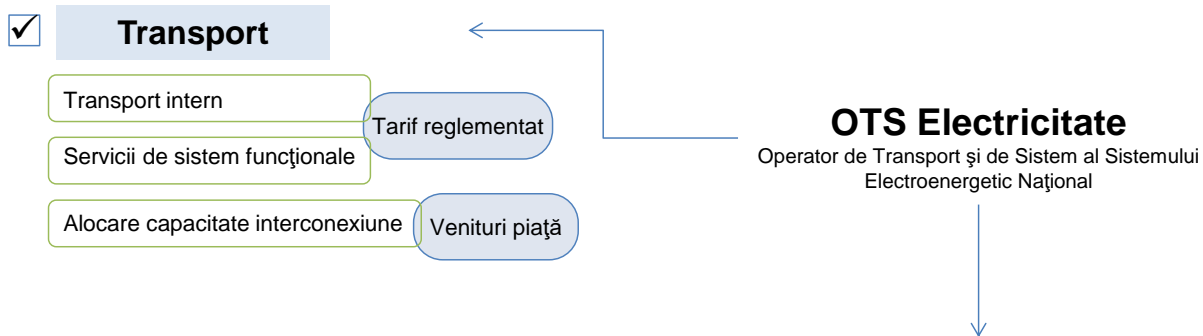 Transport
Transport intern
Servicii de sistem funcţionale
Tarif reglementat
Alocare capacitate interconexiune
Venituri piaţă
OTS Electricitate
Operator de Transport şi de Sistem al Sistemului
Electroenergetic Naţional